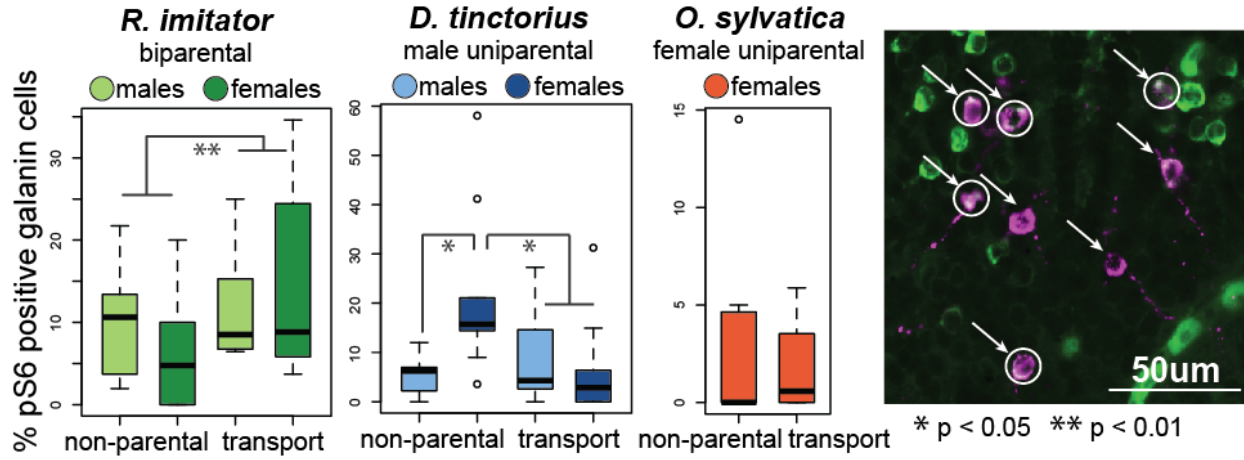 R. imitator
biparental
males females
D. tinctorius
male uniparental
males females
O. sylvatica
female uniparental
females
% pS6 positive galanin cells
30
20
10
0
non-parental transport
60
50
40
30
20
10
0
non-parental transport
15
10
5
0
non-parental transport
**
* *
50um
* p < 0.05 ** p < 0.01